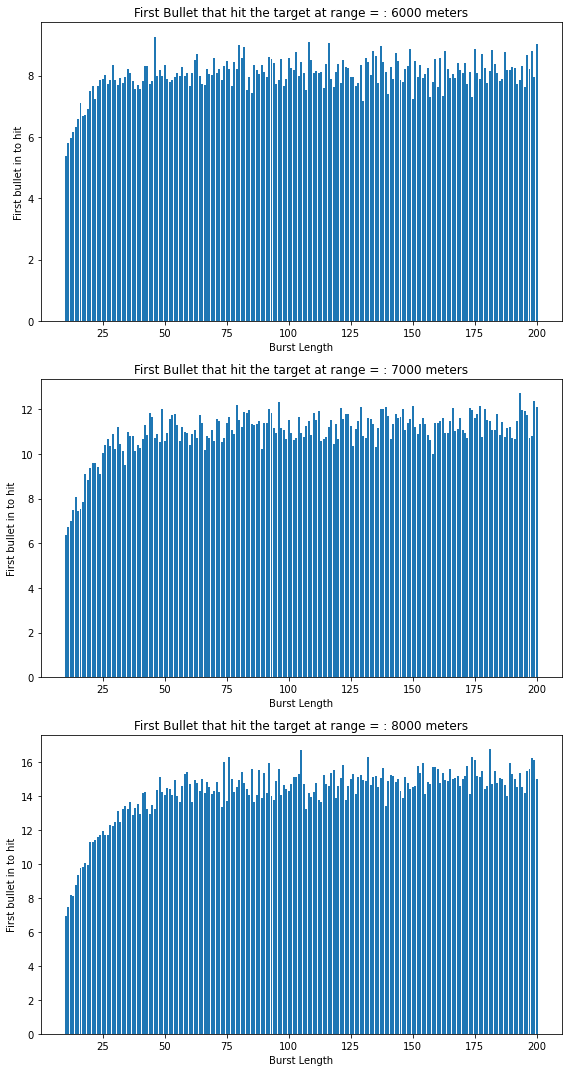 First Bullet that hit the target at range = : 6000 meters
8
6
4
2
0
First bullet in to hit
25 50 75 100 125 150 175 200
Burst Length
First Bullet that hit the target at range = : 7000 meters
12
10
8
6
4
2
0
First bullet in to hit
25 50 75 100 125 150 175 200
Burst Length
First Bullet that hit the target at range = : 8000 meters
16
14
12
10
8
6
4
2
0
First bullet in to hit
25 50 75 100 125 150 175 200
Burst Length